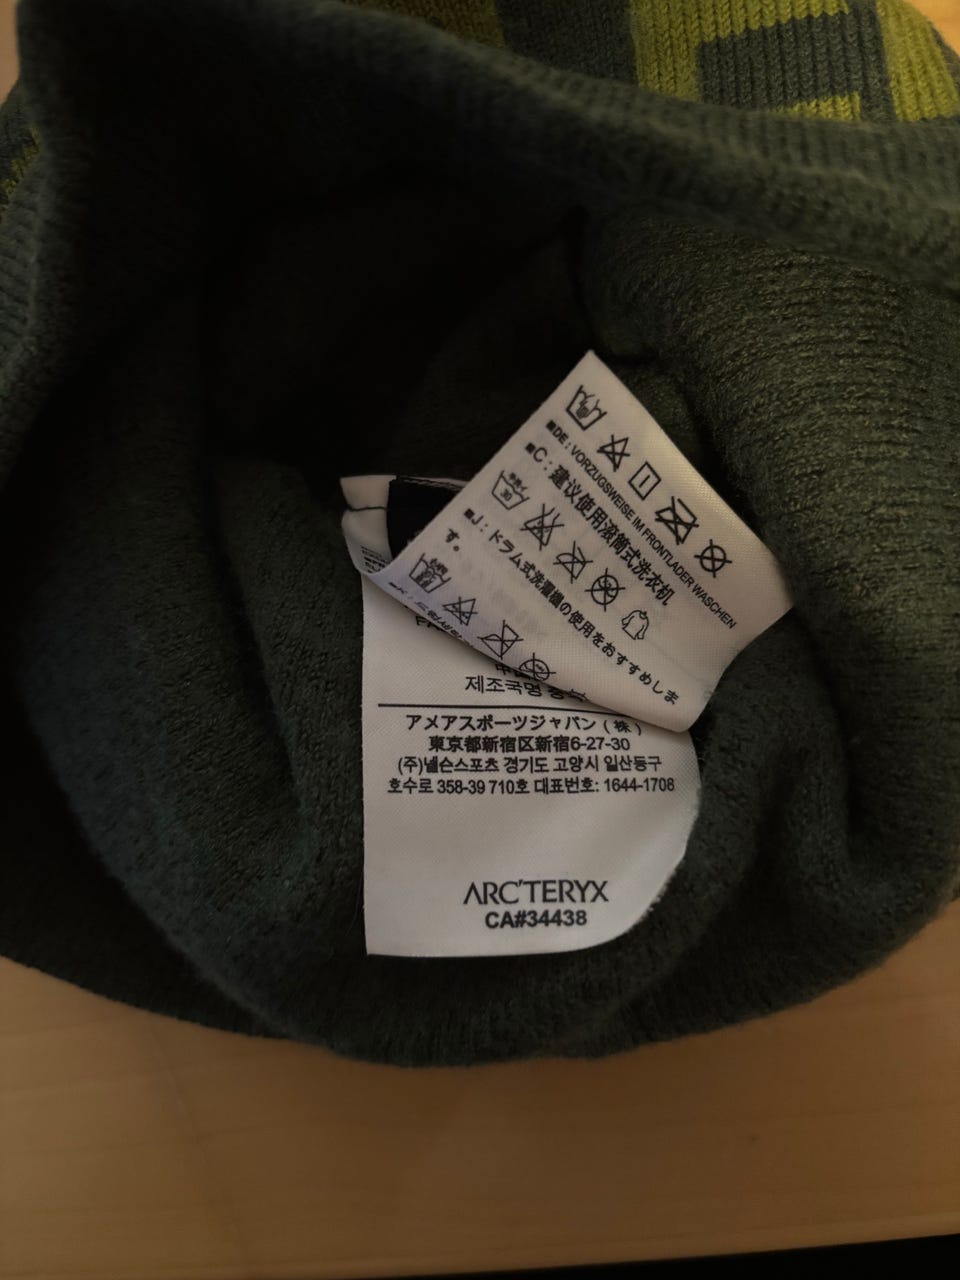 ■DE: VORZUGSWEISE IM FRONTLADER WASCHEN
■C: 建议使用滚筒式洗衣机
30
■J: ドラム式洗濯機の使用をおすすめしま
す。
제조국명
アメアスポーツジャパン (株)
東京都新宿区新宿6-27-30
(주)넬슨스포츠 경기도 고양시 일산동구
호수로 358-39 710호 대표번호: 1644-1708
ARC'TERYX
CA#34438